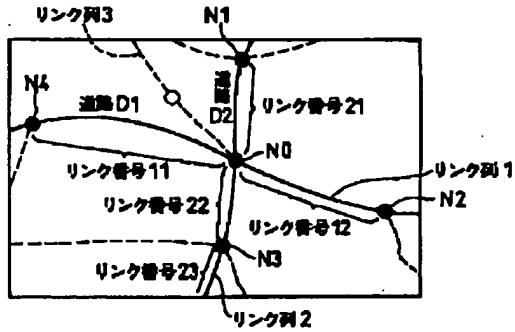 リンク列3
N1
N4
道路D1
道路
D2
リンク番号21
N0
リンク列1
リンク番号11
N2
リンク番号22
リンク番号12
リンク番号23
N3
リンク列2